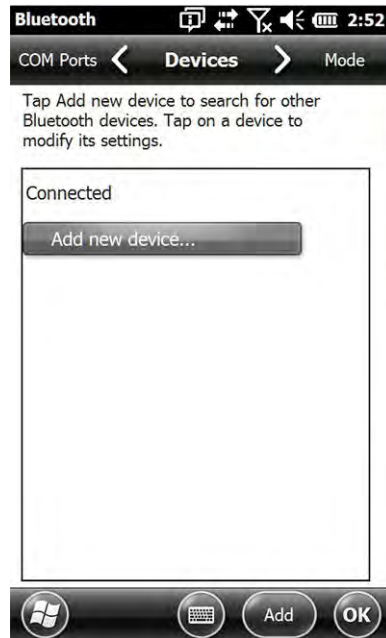 Bluetooth 2:52
COM Ports Devices Mode
Tap Add new device to search for other
Bluetooth devices. Tap on a device to
modify its settings.
Connected
Add new device...
Add OK